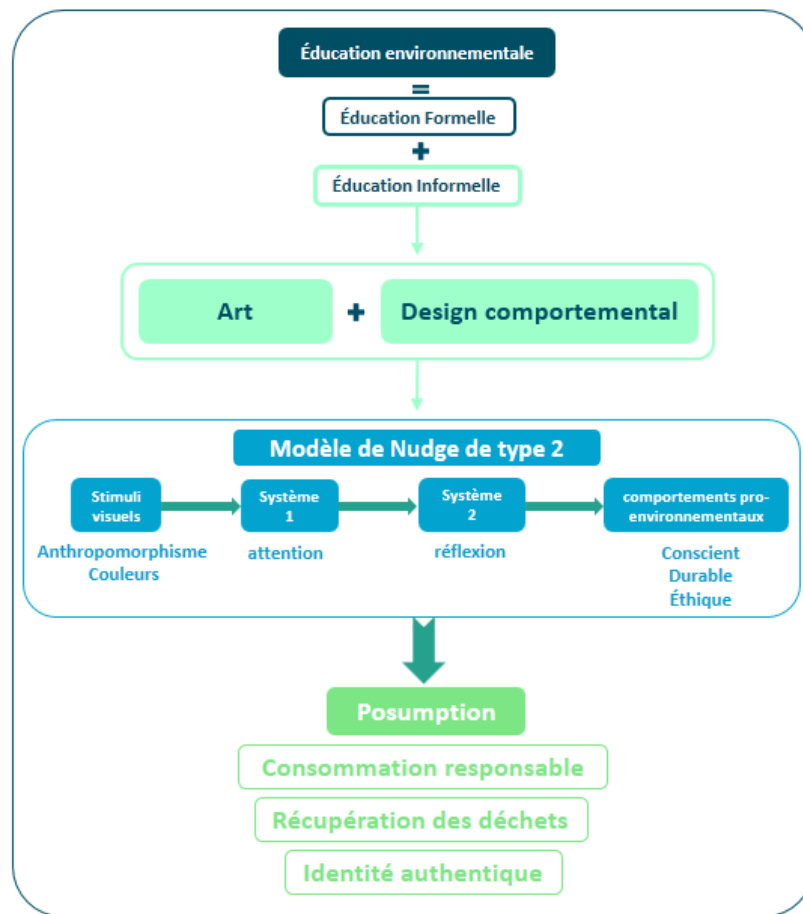 Éducation environnementale
=
Éducation Formelle
+
Éducation Informelle
Art + Design comportemental
Modèle de Nudge de type 2
Stimuli
visuels
Anthropomorphisme
Couleurs
Système
1
attention
Système
2
réflexion
comportements pro-
environnementaux
Conscient
Durable
Éthique
Posumption
Consommation responsable
Récupération des déchets
Identité authentique